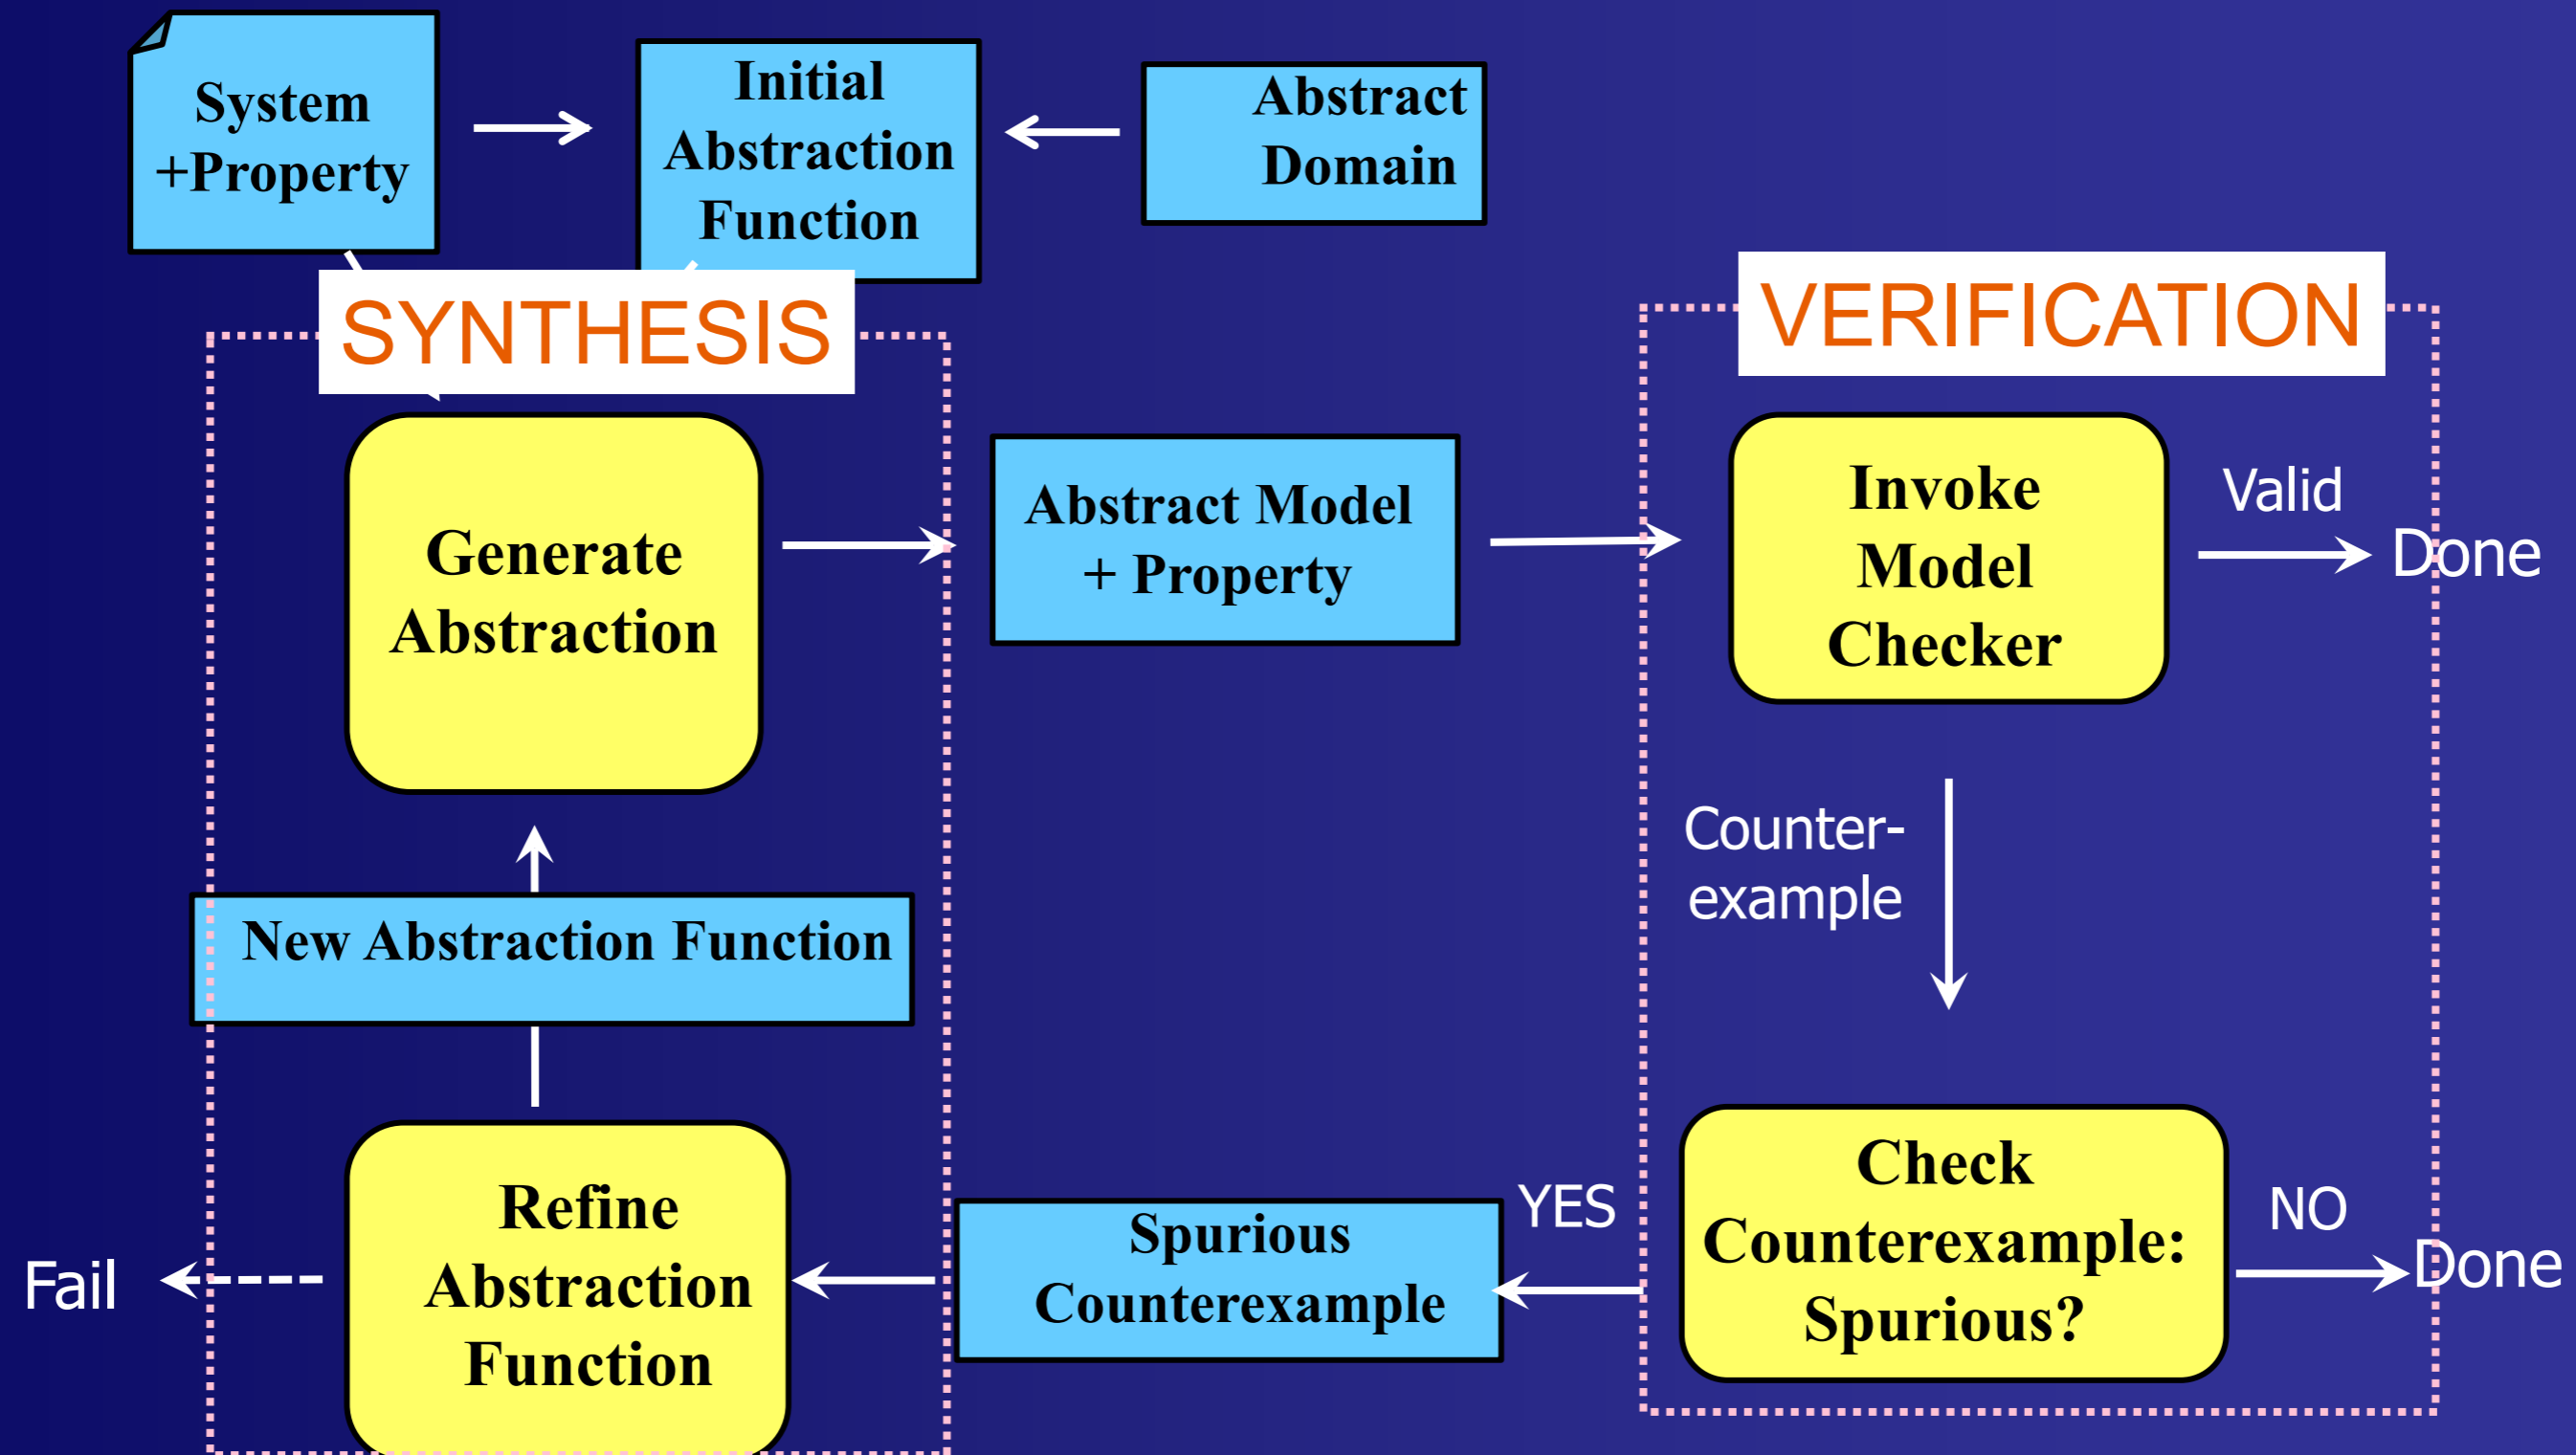 System
+Property
Initial
Abstraction
Function
Abstract
Domain
SYNTHESIS
VERIFICATION
Generate
Abstraction
Abstract Model
+ Property
Invoke
Model
Checker
Valid
Done
Counter-
example
New Abstraction Function
Refine
Abstraction
Function
Fail
Spurious
Counterexample
YES
Check
Counterexample:
Spurious?
NO
Done